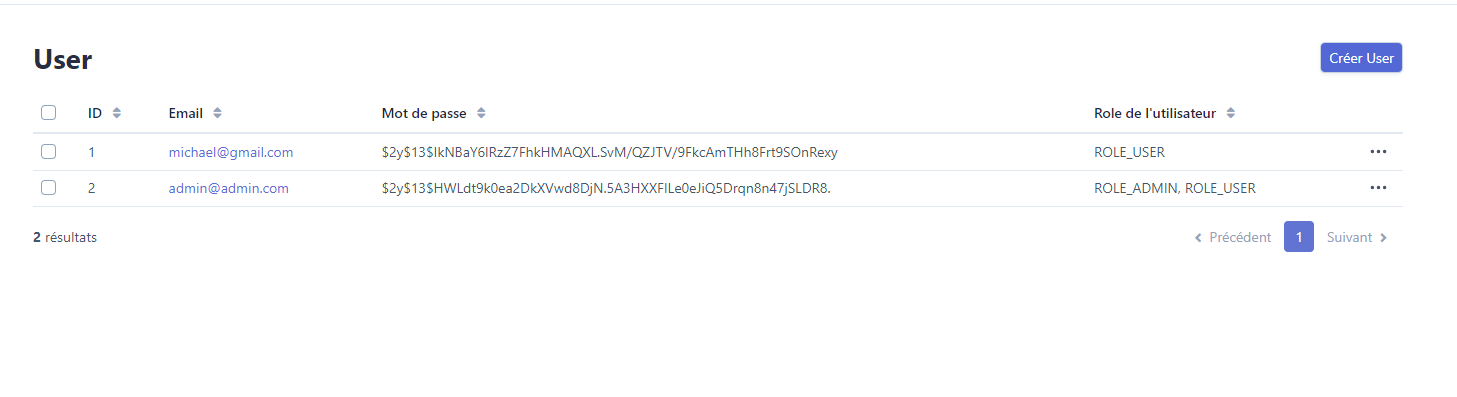 User
Créer User
ID Email Mot de passe Role de l'utilisateur
1 michael@gmail.com $2y$13$IkNBaY6lRzZ7FhkHMAQXL.SvM/QZJTV/9FkcAmTHh8Frt9SOnRexy ROLE_USER
2 admin@admin.com $2y$13$HWLdt9k0ea2DkXVwd8DjN.5A3HXXFILe0eJiQ5Drqn8n47jSLDR8. ROLE_ADMIN, ROLE_USER
2 résultats Précédent 1 Suivant